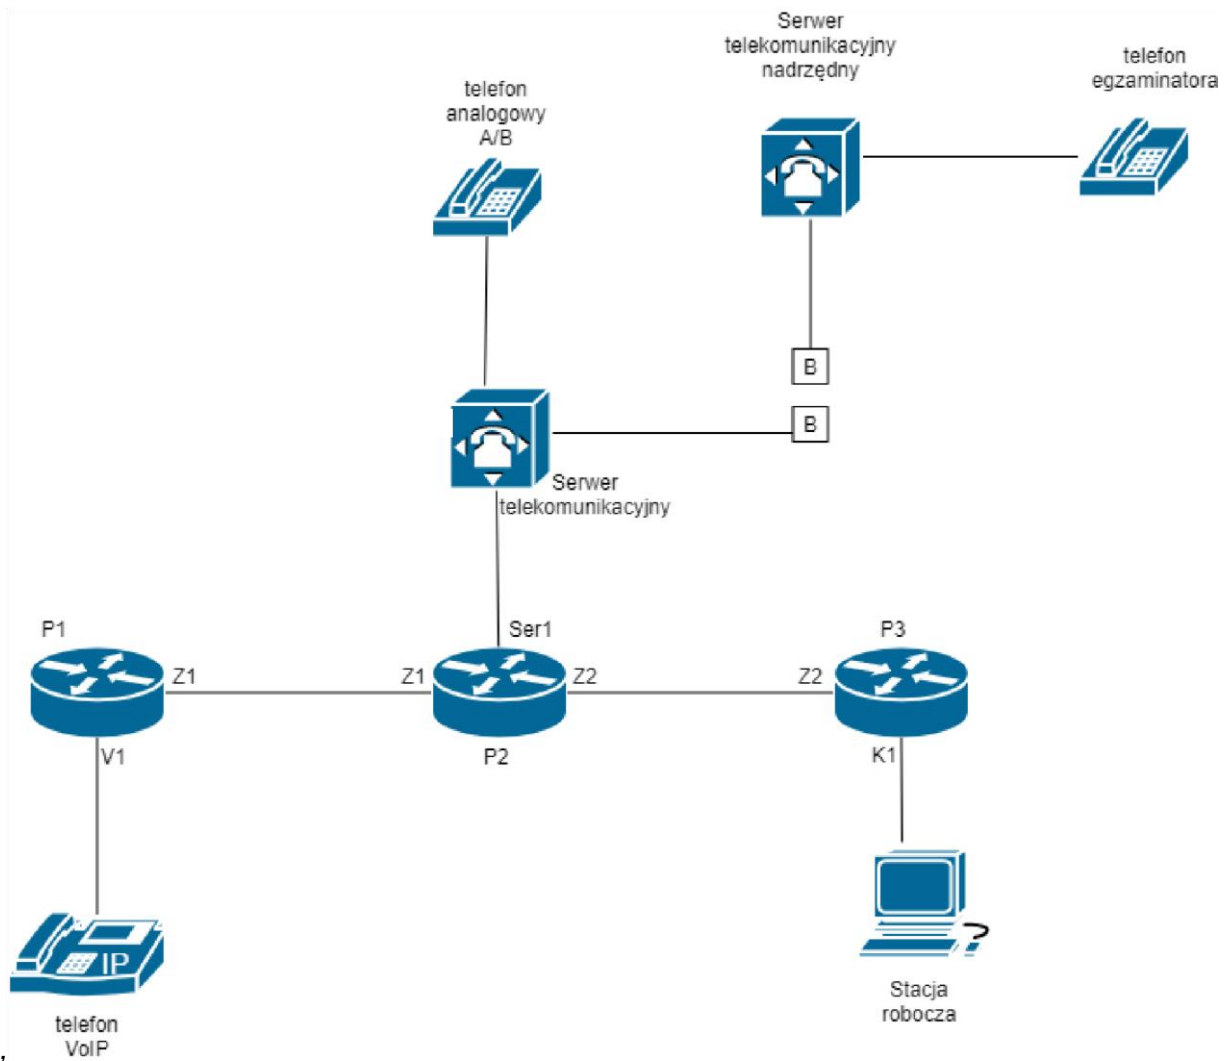 Serwer
telekomunikacyjny
nadrzędny
telefon
egzaminatora
telefon
analogowy
A/B
B
B
Serwer
telekomunikacyjny
P1
Ser1
P3
Z1
Z1
Z2
Z2
V1
P2
K1
IP
?
Stacja
robocza
telefon
VoIP
,